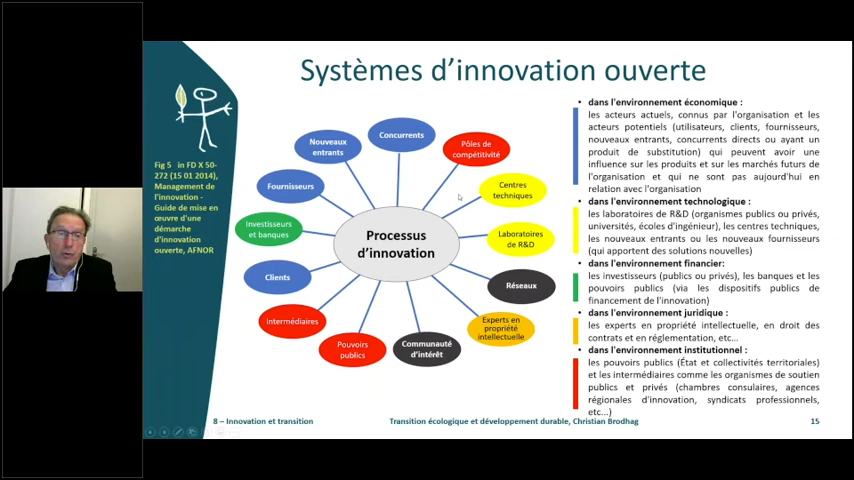 Systèmes d'innovation ouverte
Fig 5 in FD X 50-
272 (15 01 2014),
Management de
l'innovation -
Guide de mise en
œuvre d'une
démarche
d'innovation
ouverte, AFNOR
Concurrents
Pôles de
compétitivité
Nouveaux
entrants
Centres
techniques
Fournisseurs
Investisseurs
et banques
Processus
d'innovation
Laboratoires
de R&D
Clients
Réseaux
Intermédiaires
Experts en
propriété
intellectuelle
Pouvoirs
publics
Communauté
d'intérêt
• dans l'environnement économique :
les acteurs actuels, connus par l'organisation et les
acteurs potentiels (utilisateurs, clients, fournisseurs,
nouveaux entrants, concurrents directs ou ayant un
produit de substitution) qui peuvent avoir une
influence sur les produits et sur les marchés futurs de
l'organisation et qui ne sont pas aujourd'hui en
relation avec l'organisation
• dans l'environnement technologique :
les laboratoires de R&D (organismes publics ou privés,
universités, écoles d'ingénieur), les centres techniques,
les nouveaux entrants ou les nouveaux fournisseurs
(qui apportent des solutions nouvelles)
• dans l'environnement financier:
les investisseurs (publics ou privés), les banques et les
pouvoirs publics (via les dispositifs publics de
financement de l'innovation)
• dans l'environnement juridique :
les experts en propriété intellectuelle, en droit des
contrats et en réglementation, etc...
• dans l'environnement institutionnel :
les pouvoirs publics (État et collectivités territoriales)
et les intermédiaires comme les organismes de soutien
publics et privés (chambres consulaires, agences
régionales d'innovation, syndicats professionnels,
etc...)
8 – Innovation et transition
Transition écologique et développement durable, Christian Brodhag
15